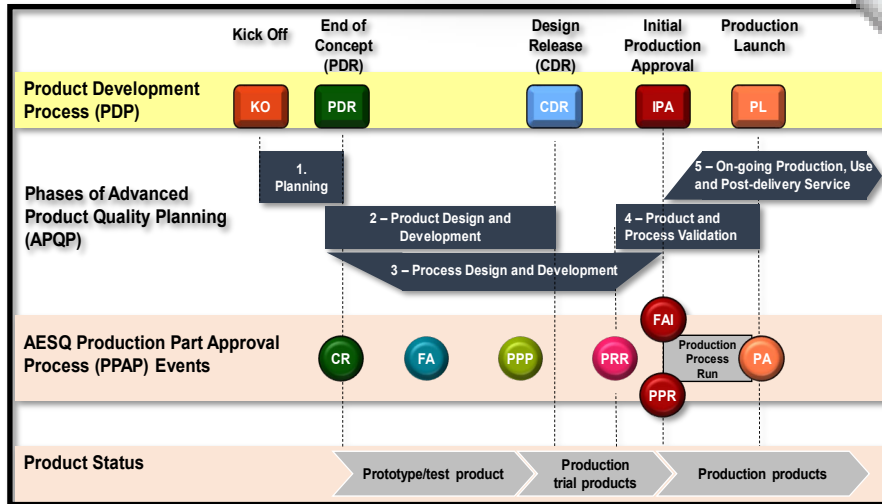 Kick Off
End of
Concept
(PDR)
Design
Release
(CDR)
Initial
Production
Approval
Production
Launch
Product Development
Process (PDP)
KO
PDR
CDR
IPA
PL
Phases of Advanced
Product Quality Planning
(APQP)
1.
Planning
2 – Product Design and
Development
3 – Process Design and Development
4 – Product and
Process Validation
5 – On-going Production, Use
and Post-delivery Service
AESQ Production Part Approval
Process (PPAP) Events
CR
FA
PPP
PRR
FAI
PPR
Production
Process
Run
PA
Product Status
Prototype/test product
Production
trial products
Production products